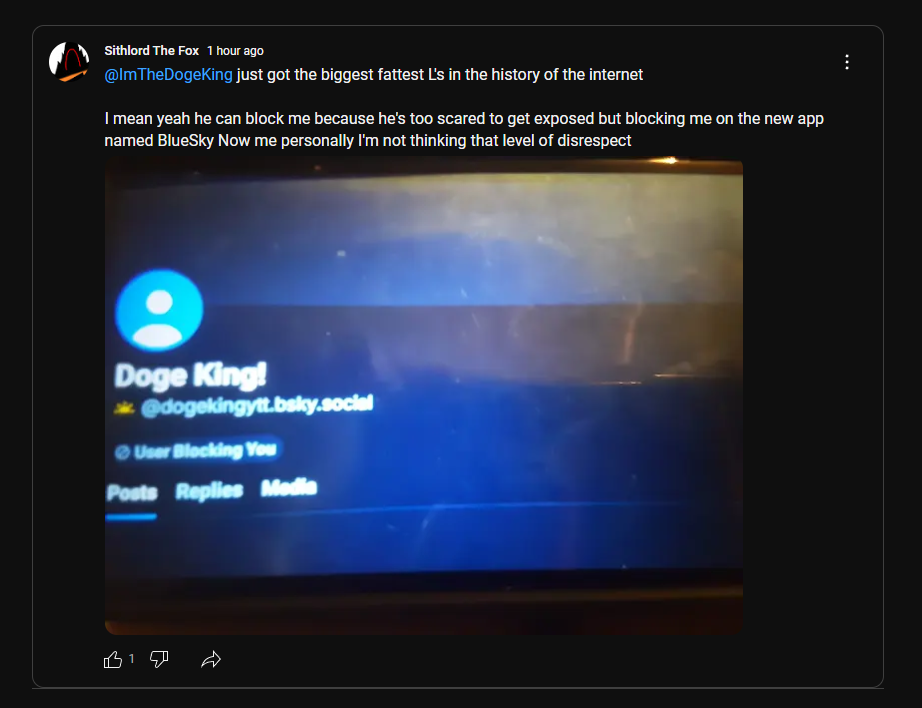 Sithlord The Fox 1 hour ago
@ImTheDogeKing just got the biggest fattest L's in the history of the internet
I mean yeah he can block me because he's too scared to get exposed but blocking me on the new app
named BlueSky Now me personally I'm not thinking that level of disrespect
Doge King!
@dogekingytt.bsky.social
User Blocking You
Posts Replies Media
1